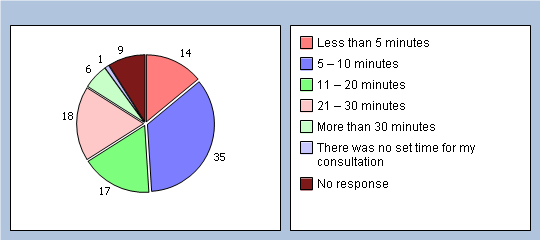 9
14
1
6
18
35
17
Less than 5 minutes
5 – 10 minutes
11 – 20 minutes
21 – 30 minutes
More than 30 minutes
There was no set time for my
consultation
No response